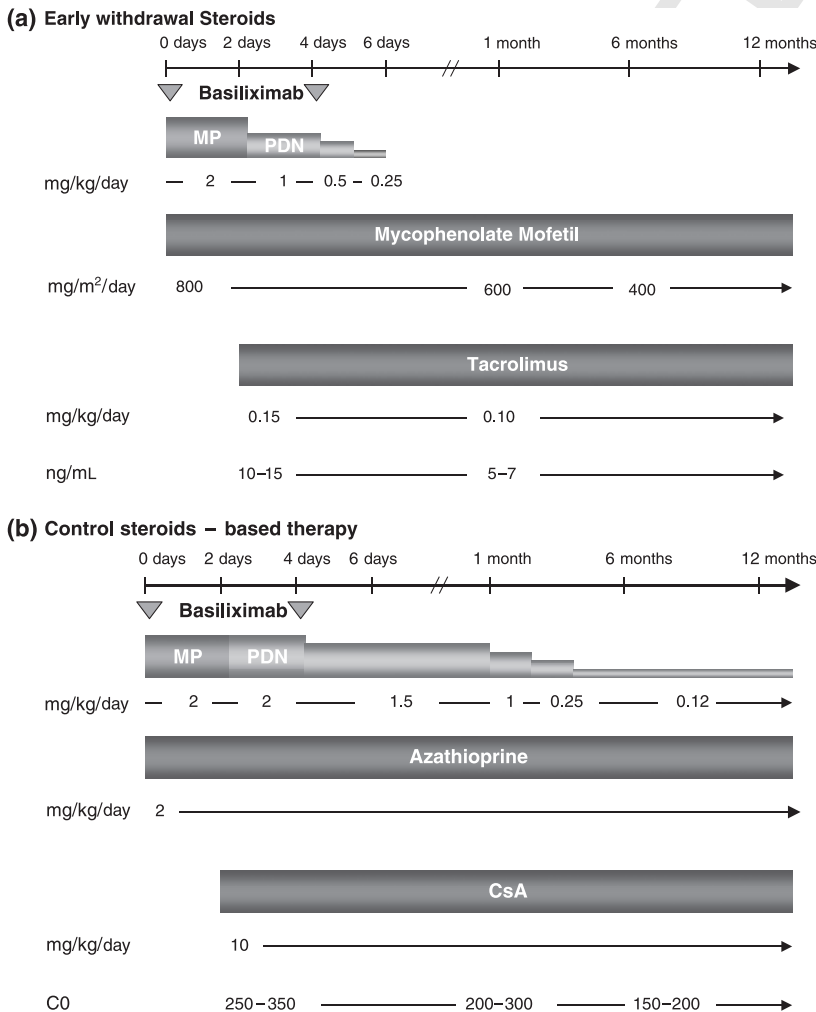 (a) Early withdrawal Steroids
0 days 2 days 4 days 6 days 1 month 6 months 12 months
Basiliximab
MP PDN
mg/kg/day 2 1 0.5 0.25
Mycophenolate Mofetil
mg/m²/day 800 600 400
Tacrolimus
mg/kg/day 0.15 0.10
ng/mL 10–15 5–7
(b) Control steroids – based therapy
0 days 2 days 4 days 6 days 1 month 6 months 12 months
Basiliximab
MP PDN
mg/kg/day 2 2 1.5 1 0.25 0.12
Azathioprine
mg/kg/day 2
CsA
mg/kg/day 10
C0 250–350 200–300 150–200